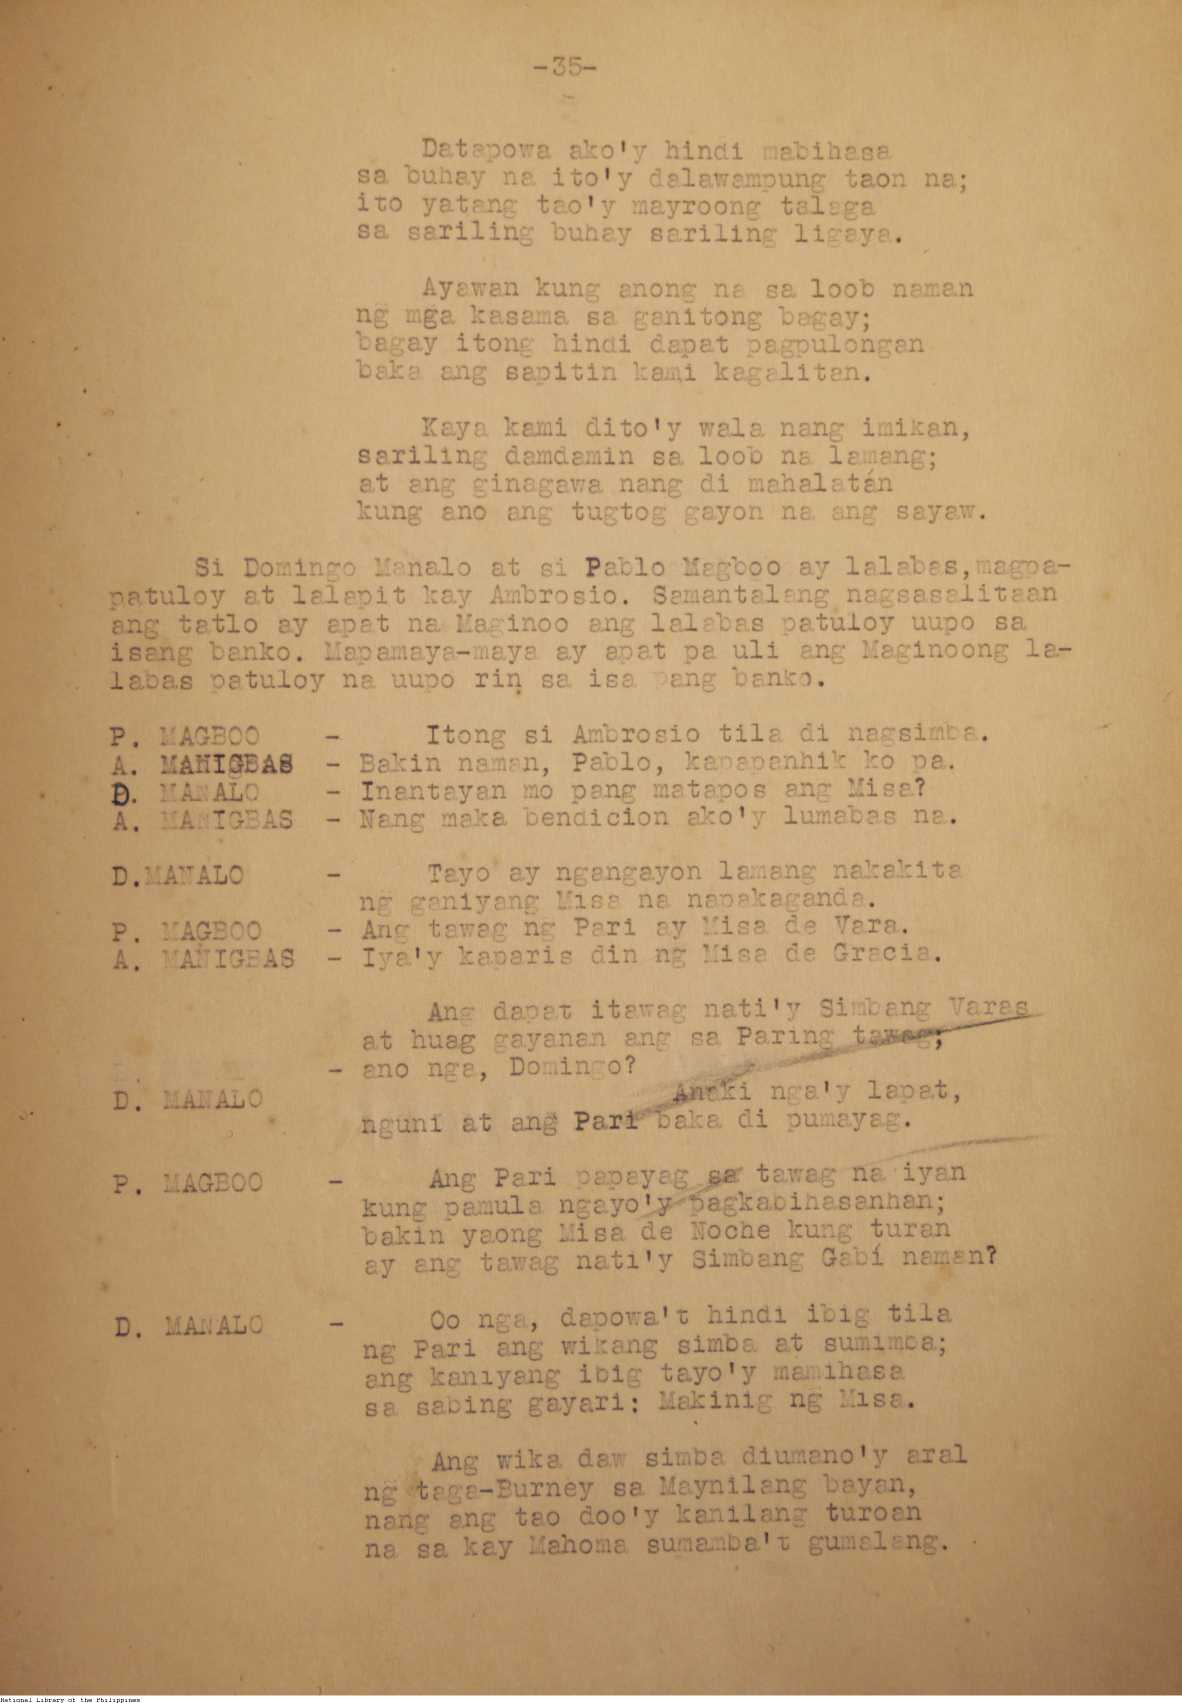 -35-
Datapowa ako'y hindi mabihasa
sa buhay na ito'y dalawampung taon na;
ito yatang tao'y mayroong talaga
sa sariling buhay sariling ligaya.
Ayawan kung anong na sa loob naman
ng mga kasama sa ganitong bagay;
bagay itong hindi dapat pagpulongan
baka ang sapitin kami kagalitan.
Kaya kami dito'y wala nang imikan,
sariling damdamin sa loob na lamang;
at ang ginagawa nang di mahalatán
kung ano ang tugtog gayon na ang sayaw.
Si Domingo Manalo at si Pablo Magboo ay lalabas,magpa-
patuloy at lalapit kay Ambrosio. Samantalang nagsasalitaan
ang tatlo ay apat na Maginoo ang lalabas patuloy uupo sa
isang banko. Mapamaya-maya ay apat pa uli ang Maginoong la-
labas patuloy na uupo rin sa isa pang banko.
P. MAGBOO - Itong si Ambrosio tila di nagsimba.
A. MANIGBAS - Bakin naman, Pablo, kapapanhik ko pa.
D. MANALO - Inantayan mo pang matapos ang Misa?
A. MANIGBAS - Nang maka bendicion ako'y lumabas na.
D.MANALO - Tayo ay ngangayon lamang nakakita
ng ganiyang Misa na napakaganda.
P. MAGBOO - Ang tawag ng Pari ay Misa de Vara.
A. MANIGBAS - Iya'y kaparis din ng Misa de Gracia.
Ang dapat itawag nati'y Simbang Varas
at huag gayanan ang sa Paring tawag;
- ano nga, Domingo?
D. MANALO Anaki nga'y lapat,
nguni at ang Pari baka di pumayag.
P. MAGBOO - Ang Pari papayag sa tawag na iyan
kung pamula ngayo'y pagkabihasanhan;
bakin yaong Misa de Noche kung turan
ay ang tawag nati'y Simbang Gabí naman?
D. MANALO - Oo nga, dapowa't hindi ibig tila
ng Pari ang wikang simba at sumimba;
ang kaniyang ibig tayo'y mamihasa
sa sabing gayari: Makinig ng Misa.
Ang wika daw simba diumano'y aral
ng taga-Burney sa Maynilang bayan,
nang ang tao doo'y kanilang turoan
na sa kay Mahoma sumamba't gumalang.
National Library of the Philippines